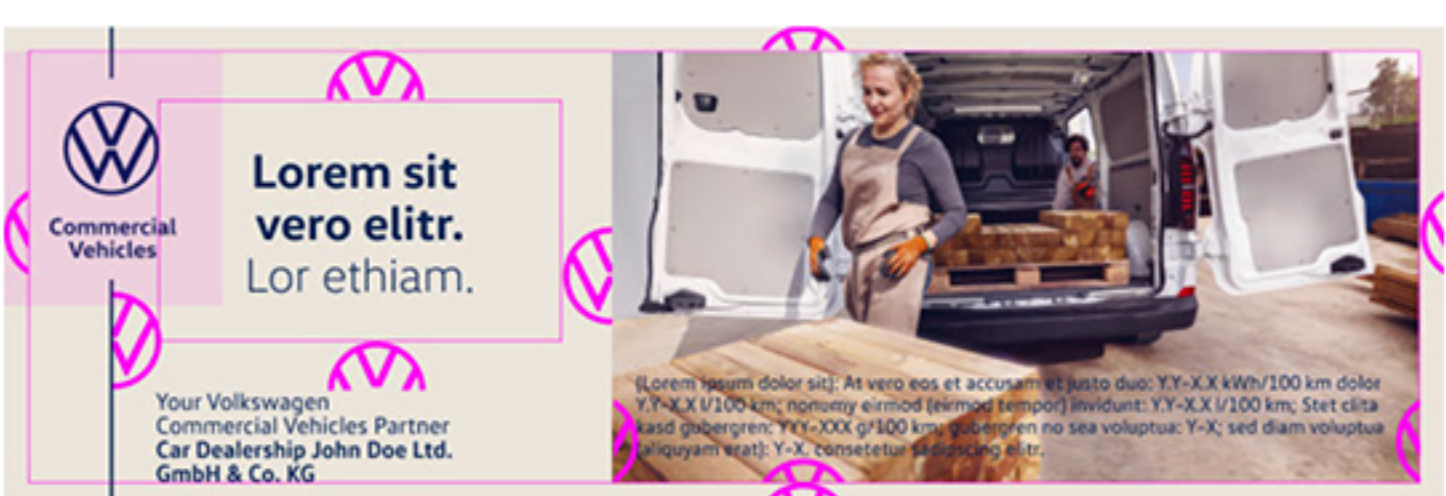 Commercial
Vehicles
Lorem sit
vero elitr.
Lor ethiam.
Your Volkswagen
Commercial Vehicles Partner
Car Dealership John Doe Ltd.
GmbH & Co. KG
(Lorem ipsum dolor sit): At vero eos et accusam et justo duo: Y.Y–X.X kWh/100 km dolor
Y.Y–X.X l/100 km; nonumy eirmod (eirmod tempor) invidunt: Y.Y–X.X l/100 km; Stet clita
kasd gubergren: YYY–XXX g/100 km; gubergren no sea voluptua: Y–X; sed diam voluptua
(aliquyam erat): Y–X. consetetur sadipscing elitr.